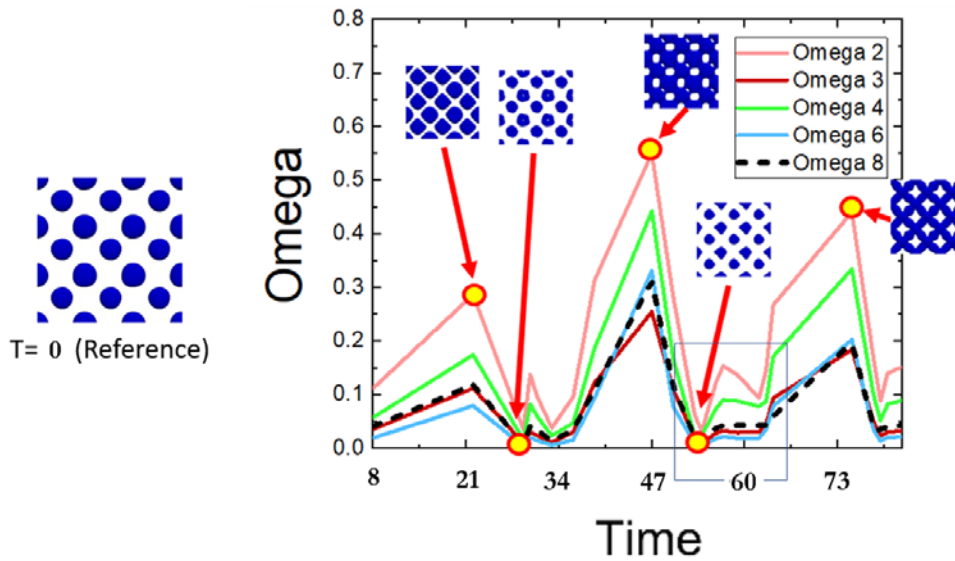 T= 0 (Reference)
Omega
0.8
0.7
0.6
0.5
0.4
0.3
0.2
0.1
0.0
Omega 2
Omega 3
Omega 4
Omega 6
Omega 8
8 21 34 47 60 73
Time